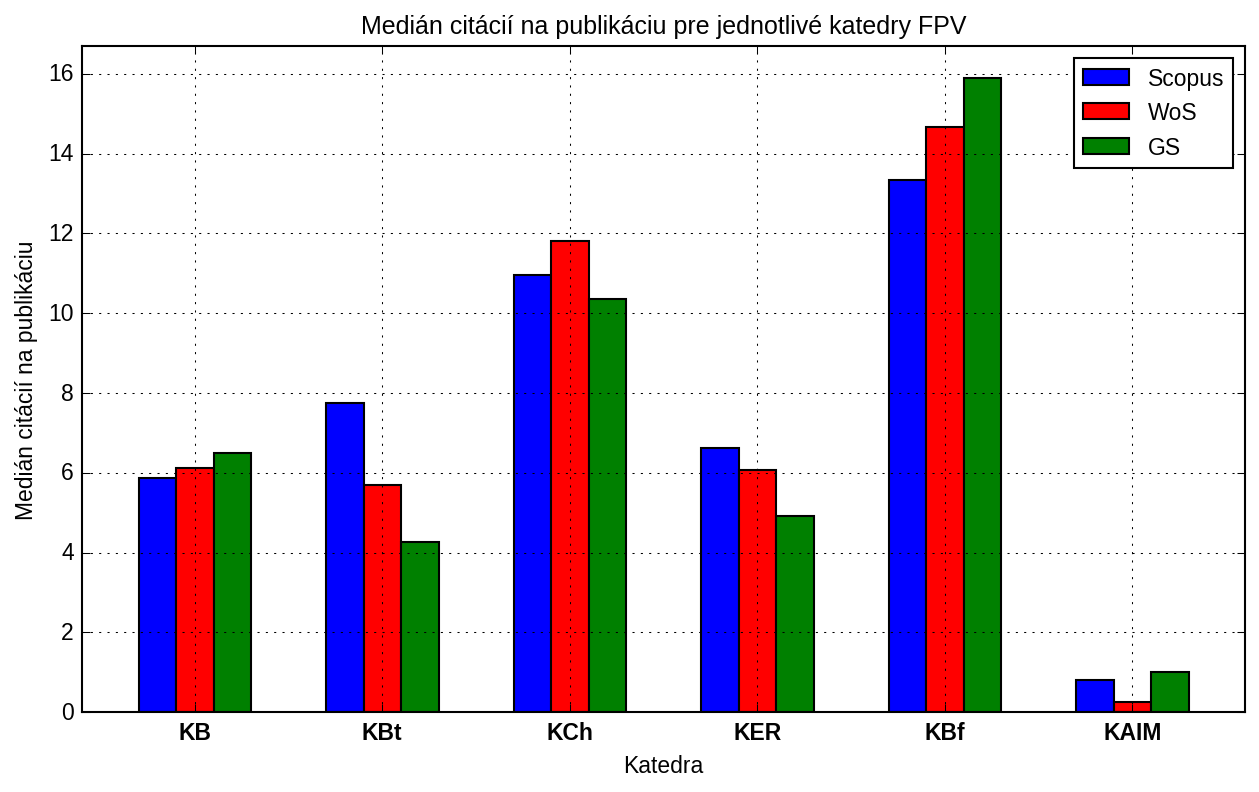 Medián citácií na publikáciu pre jednotlivé katedry FPV
Scopus
WoS
GS
Medián citácií na publikáciu
16
14
12
10
8
6
4
2
0
KB
KBt
KCh
KER
KBf
KAIM
Katedra